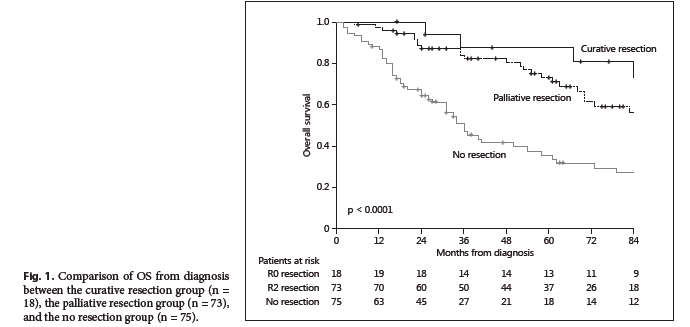 1.0
0.8
0.6
0.4
0.2
0
Overall survival
Curative resection
Palliative resection
No resection
p < 0.0001
0 12 24 36 48 60 72 84
Months from diagnosis
Patients at risk
R0 resection 18 19 18 14 14 13 11 9
R2 resection 73 70 60 50 44 37 26 18
No resection 75 63 45 27 21 18 14 12
Fig. 1. Comparison of OS from diagnosis
between the curative resection group (n =
18), the palliative resection group (n = 73),
and the no resection group (n = 75).